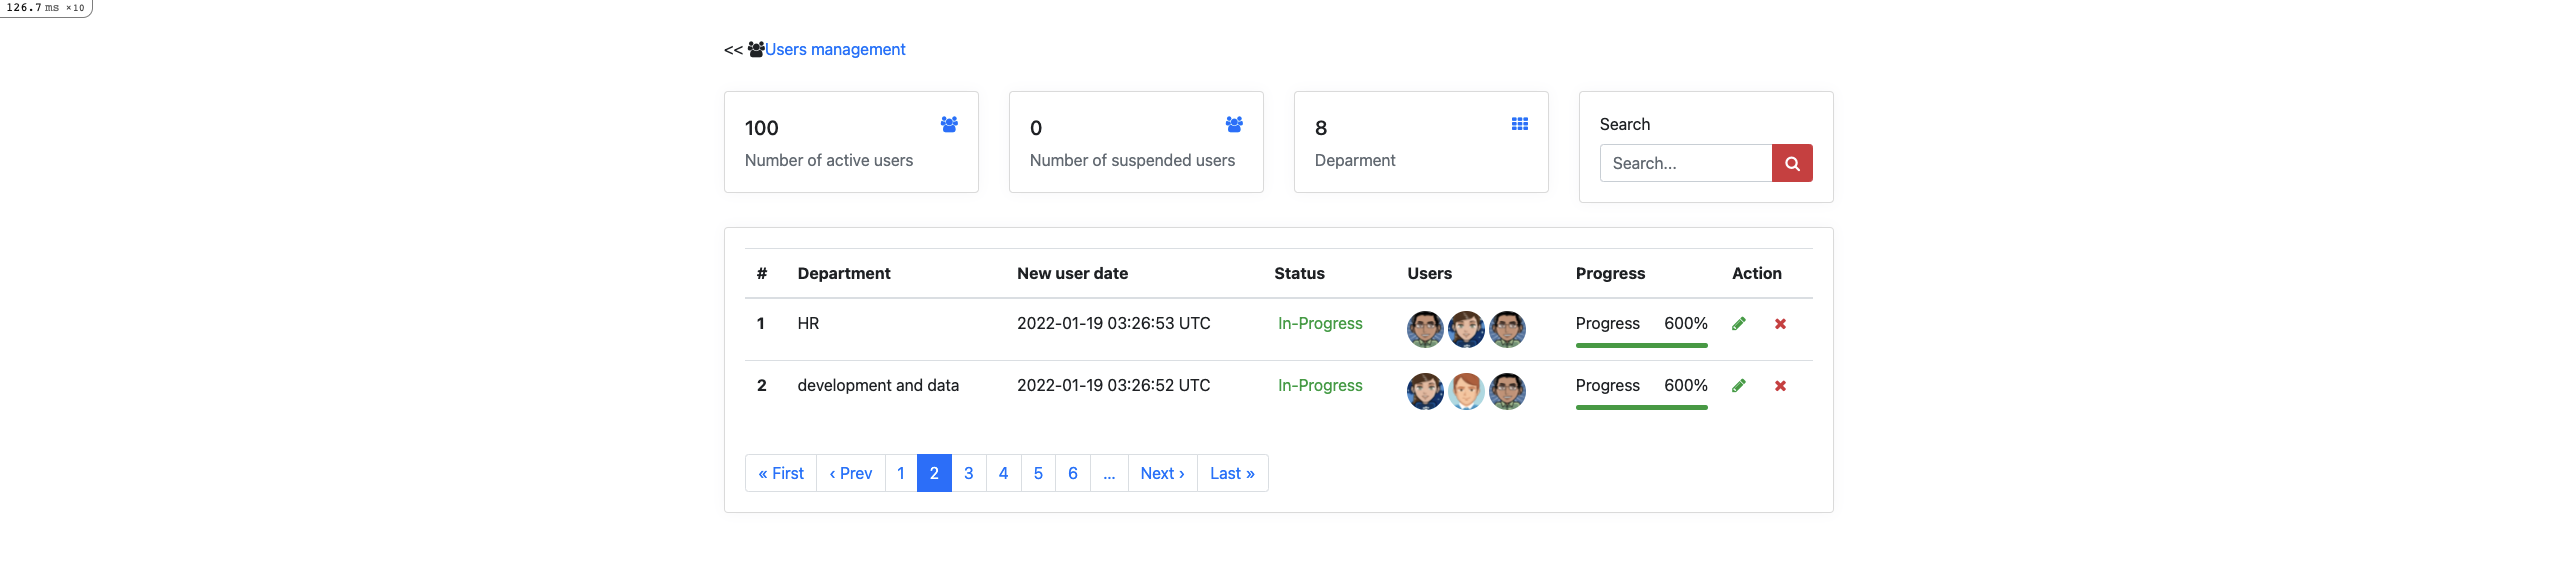 126.7 ms ×10
<< Users management
100
Number of active users
0
Number of suspended users
8
Deparment
Search
Search...
# Department New user date Status Users Progress Action
1 HR 2022-01-19 03:26:53 UTC In-Progress Progress 600%
2 development and data 2022-01-19 03:26:52 UTC In-Progress Progress 600%
« First ‹ Prev 1 2 3 4 5 6 ... Next › Last »